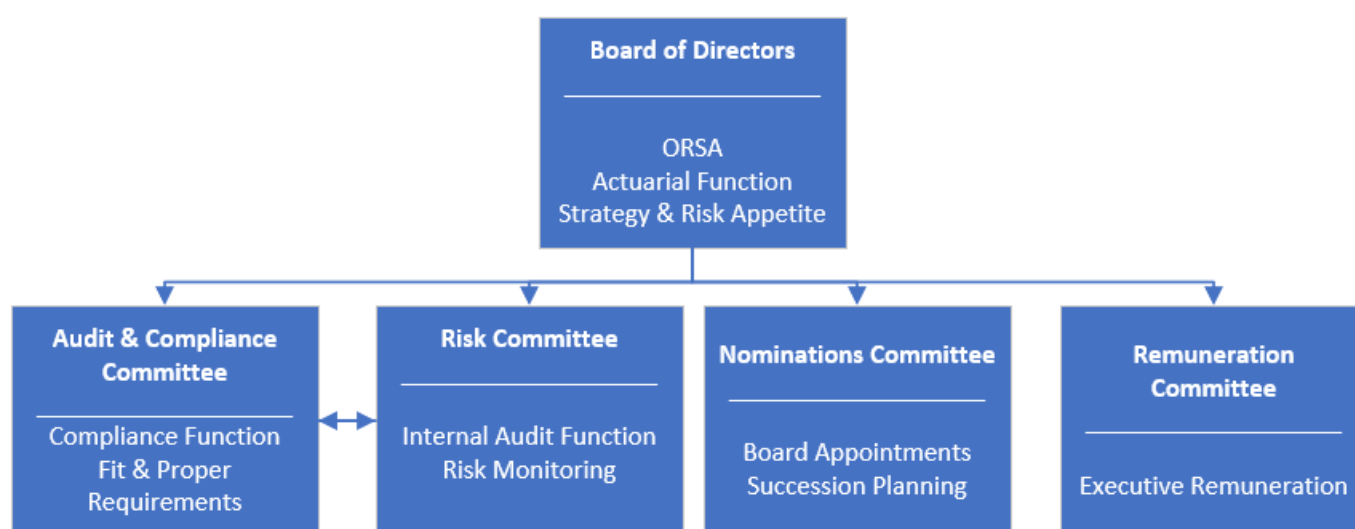 Board of Directors
ORSA
Actuarial Function
Strategy & Risk Appetite
Audit & Compliance
Committee
Compliance Function
Fit & Proper
Requirements
Risk Committee
Internal Audit Function
Risk Monitoring
Nominations Committee
Board Appointments
Succession Planning
Remuneration
Committee
Executive Remuneration